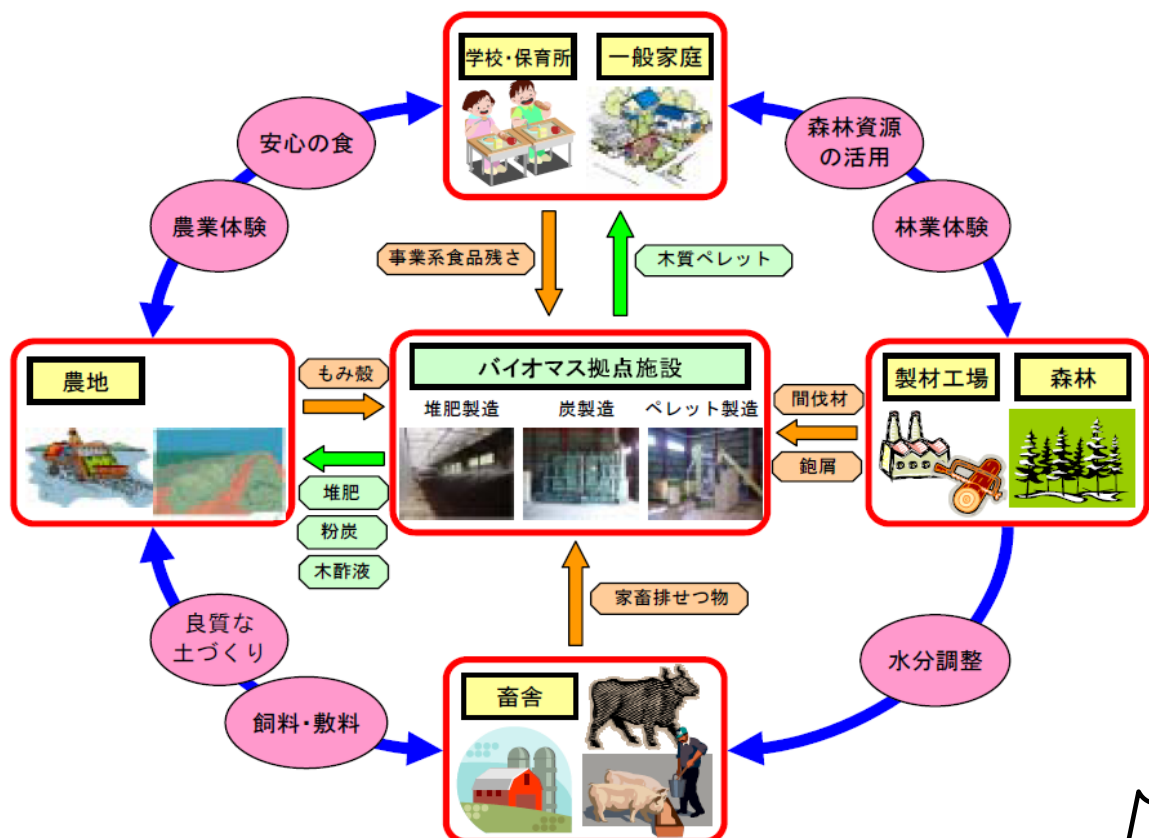 学校・保育所
一般家庭
安心の食
森林資源
の活用
農業体験
林業体験
事業系食品残さ
木質ペレット
農地
もみ殻
バイオマス拠点施設
堆肥製造
炭製造
ペレット製造
間伐材
鉋屑
製材工場
森林
堆肥
粉炭
木酢液
家畜排せつ物
良質な
土づくり
水分調整
飼料・敷料
畜舎